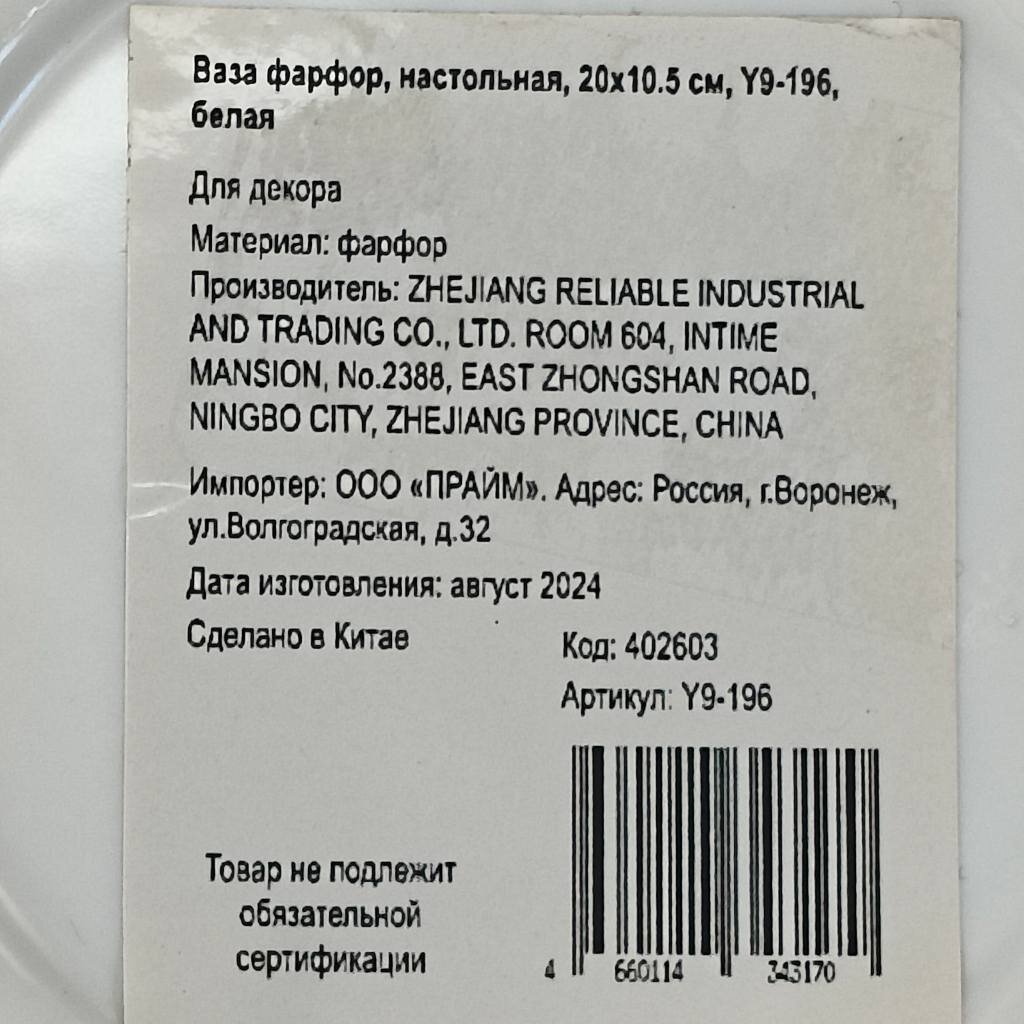 Ваза фарфор, настольная, 20х10.5 см, Y9-196,
белая
Для декора
Материал: фарфор
Производитель: ZHEJIANG RELIABLE INDUSTRIAL
AND TRADING CO., LTD. ROOM 604, INTIME
MANSION, No.2388, EAST ZHONGSHAN ROAD,
NINGBO CITY, ZHEJIANG PROVINCE, CHINA
Импортер: ООО «ПРАЙМ». Адрес: Россия, г.Воронеж,
ул.Волгоградская, д.32
Дата изготовления: август 2024
Сделано в Китае
Код: 402603
Артикул: Y9-196
Товар не подлежит
обязательной
сертификации
4 660114 343170